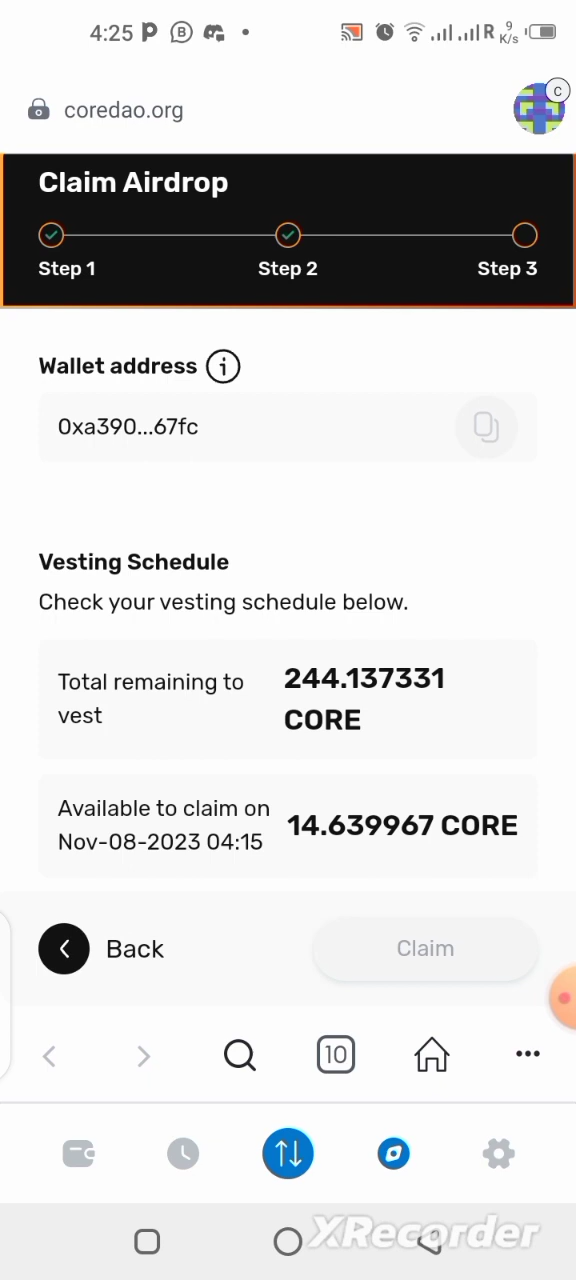 4:25
R 9 K/s
coredao.org
C
Claim Airdrop
Step 1 Step 2 Step 3
Wallet address
0xa390...67fc
Vesting Schedule
Check your vesting schedule below.
Total remaining to
vest
244.137331
CORE
Available to claim on
Nov-08-2023 04:15
14.639967 CORE
Back
Claim
10
XRecorder